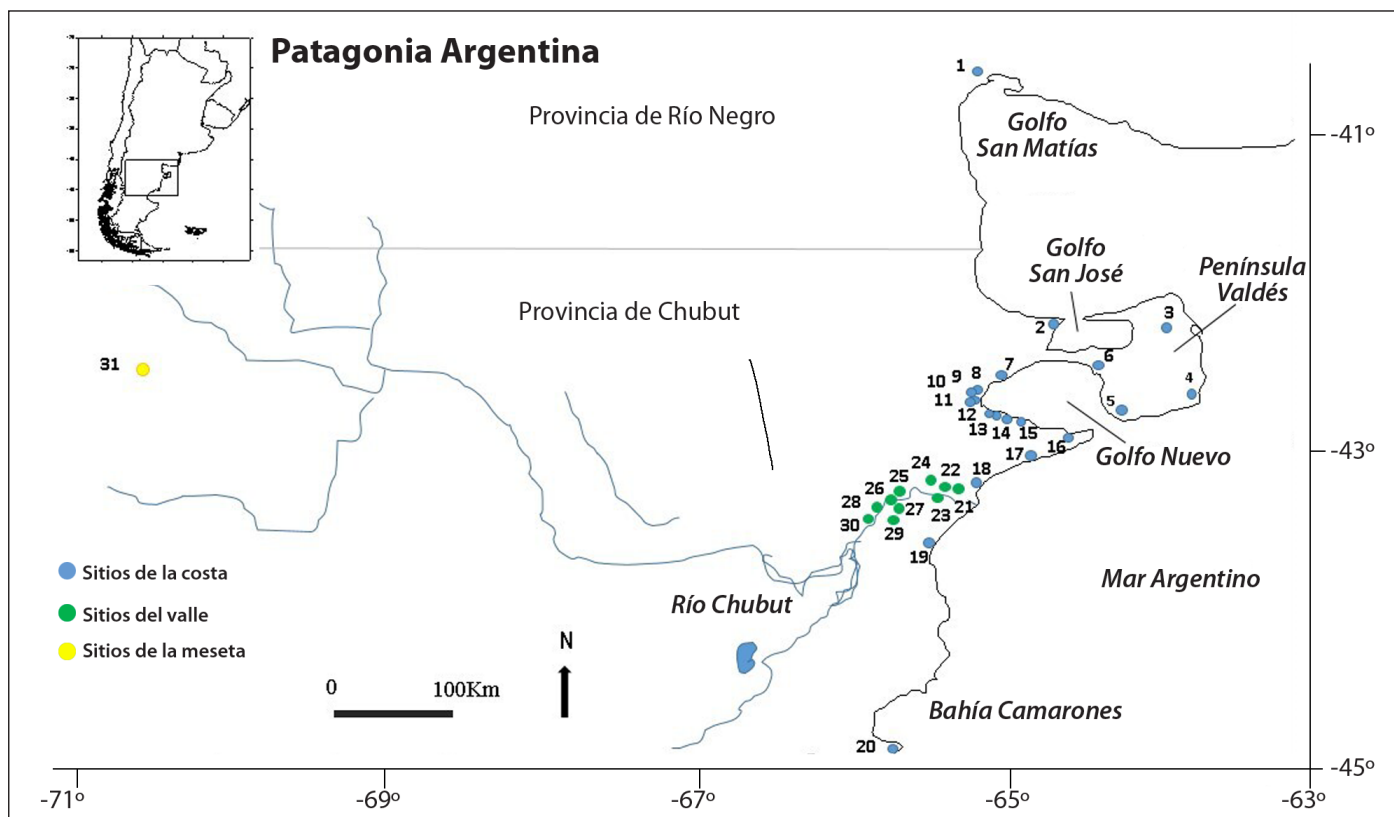 Patagonia Argentina
1
Provincia de Río Negro
Golfo
San Matías
-41º
Golfo
San José
Península
Valdés
Provincia de Chubut
2
3
31
6
7
9
8
10
4
11
5
12
13
14
15
16
Golfo Nuevo
17
-43º
24
22
18
25
26
28
27
23
21
30
29
19
Sitios de la costa
Mar Argentino
Río Chubut
Sitios del valle
N
Sitios de la meseta
0
100Km
Bahía Camarones
20
-45º
-71º
-69º
-67º
-65º
-63º